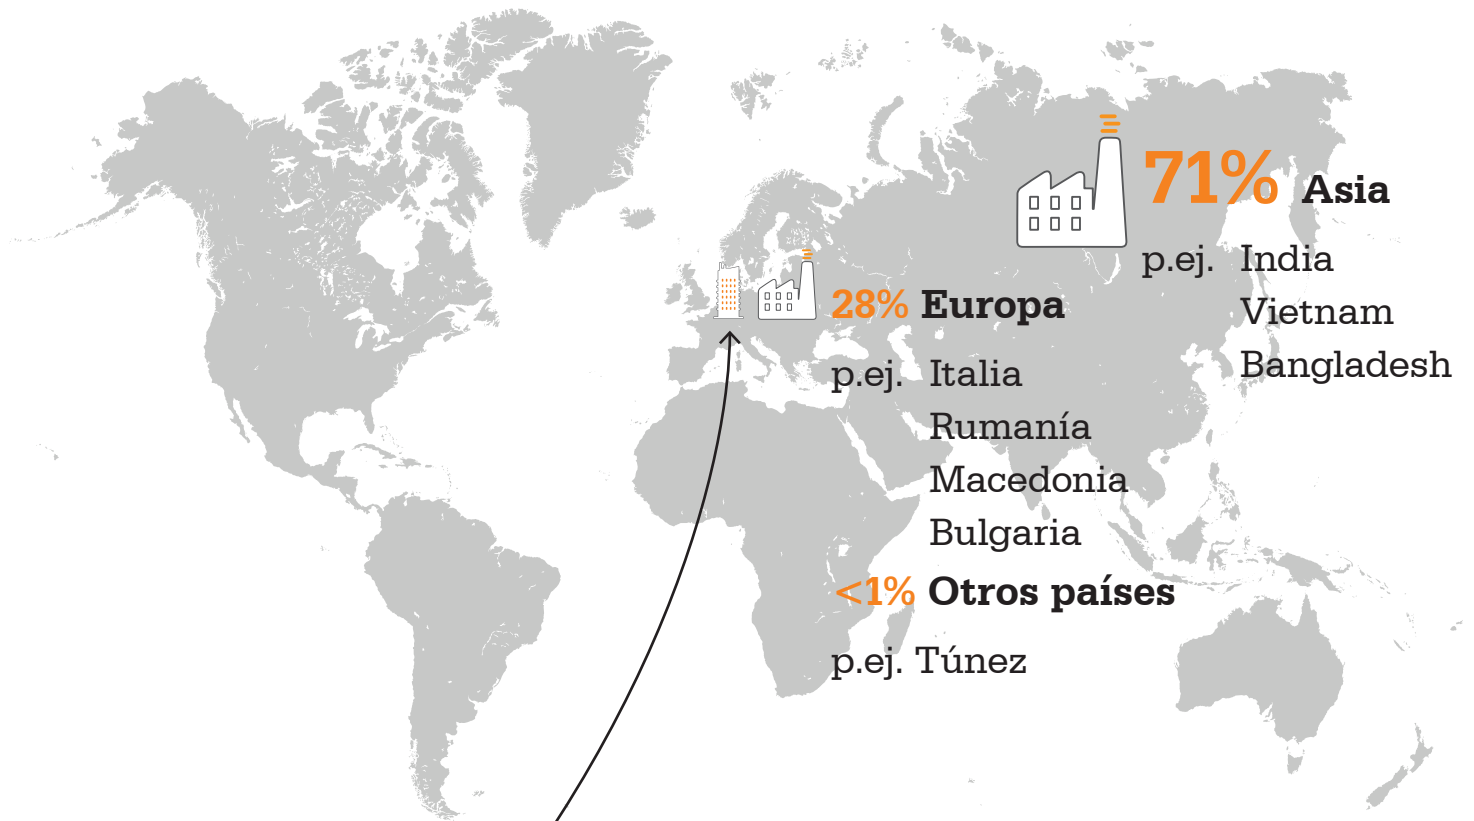 71% Asia
p.ej. India
Vietnam
Bangladesh
28% Europa
p.ej. Italia
Rumanía
Macedonia
Bulgaria
<1% Otros países
p.ej. Túnez